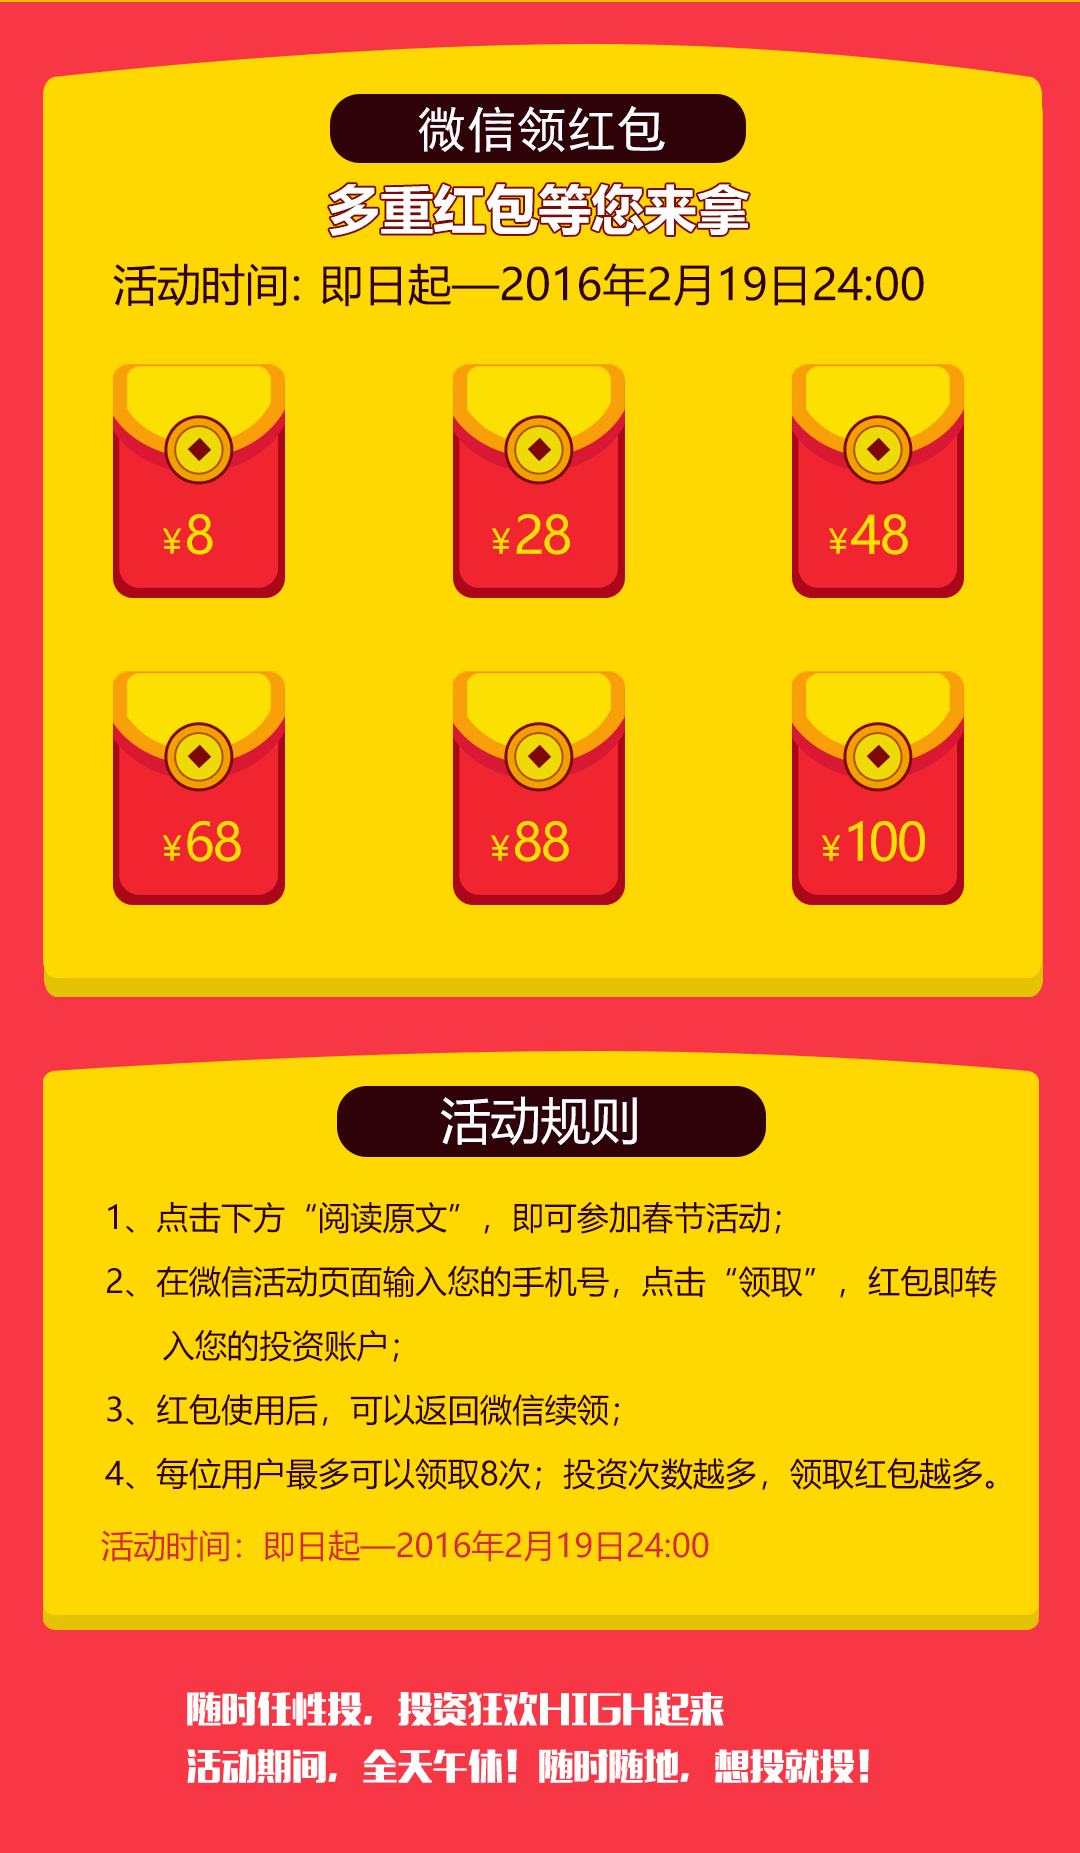 微信领红包
多重红包等您来拿
活动时间：即日起—2016年2月19日24:00
¥8
¥28
¥48
¥68
¥88
¥100
活动规则
1、点击下方“阅读原文”，即可参加春节活动；
2、在微信活动页面输入您的手机号，点击“领取”，红包即转
入您的投资账户；
3、红包使用后，可以返回微信续领；
4、每位用户最多可以领取8次；投资次数越多，领取红包越多。
活动时间：即日起—2016年2月19日24:00
随时任性投，投资狂欢HIGH起来
活动期间，全天午休！随时随地，想投就投！